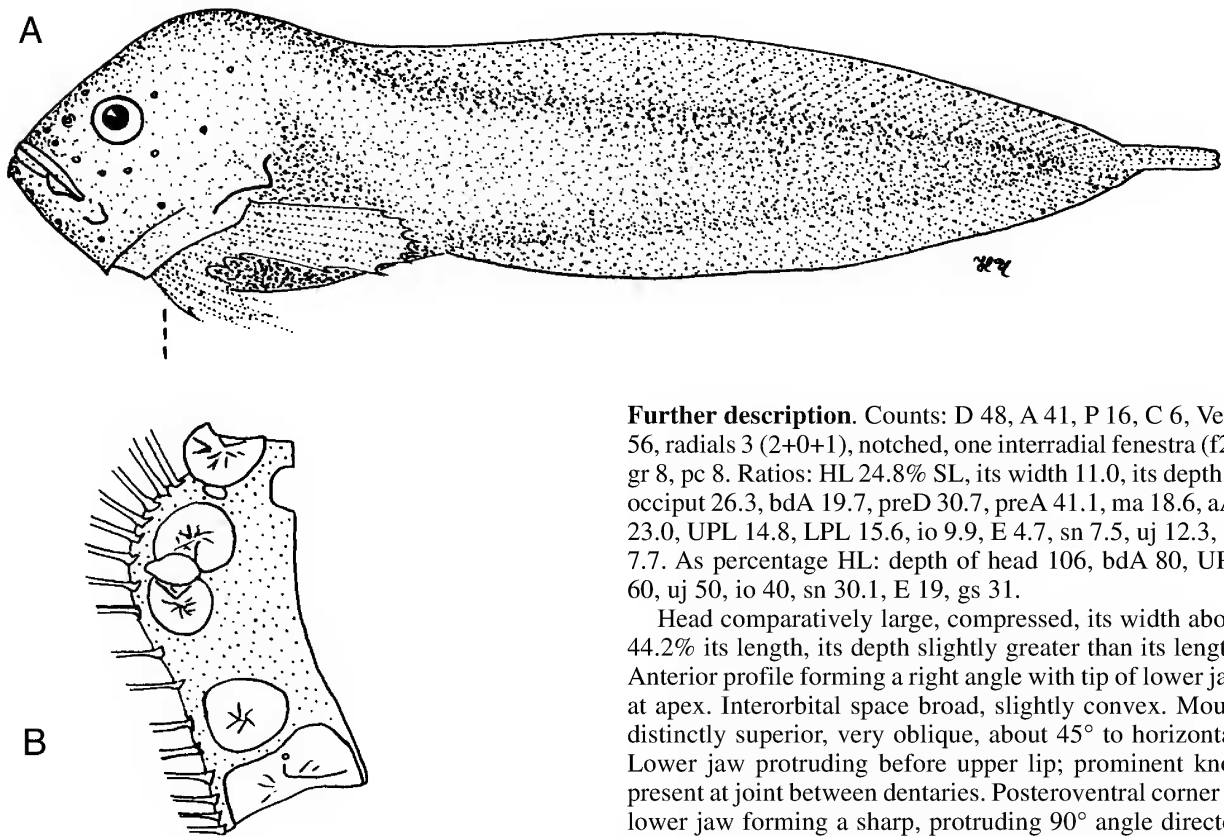 A
B
Further description. Counts: D 48, A 41, P 16, C 6, Ve
56, radials 3 (2+0+1), notched, one interradial fenestra (f2
gr 8, pc 8. Ratios: HL 24.8% SL, its width 11.0, its depth
occiput 26.3, bdA 19.7, preD 30.7, preA 41.1, ma 18.6, aA
23.0, UPL 14.8, LPL 15.6, io 9.9, E 4.7, sn 7.5, uj 12.3,
7.7. As percentage HL: depth of head 106, bdA 80, UP
60, uj 50, io 40, sn 30.1, E 19, gs 31.
Head comparatively large, compressed, its width abo
44.2% its length, its depth slightly greater than its lengt
Anterior profile forming a right angle with tip of lower ja
at apex. Interorbital space broad, slightly convex. Mou
distinctly superior, very oblique, about 45° to horizonta
Lower jaw protruding before upper lip; prominent kno
present at joint between dentaries. Posteroventral corner
lower jaw forming a sharp, protruding 90° angle directe